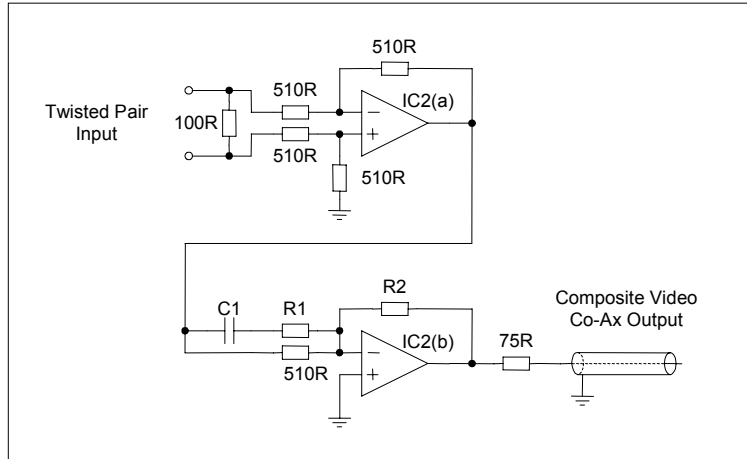 510R
510R
IC2(a)
Twisted Pair
Input
100R
−
+
510R
510R
C1
R1
R2
Composite Video
Co-Ax Output
IC2(b)
75R
−
+
510R